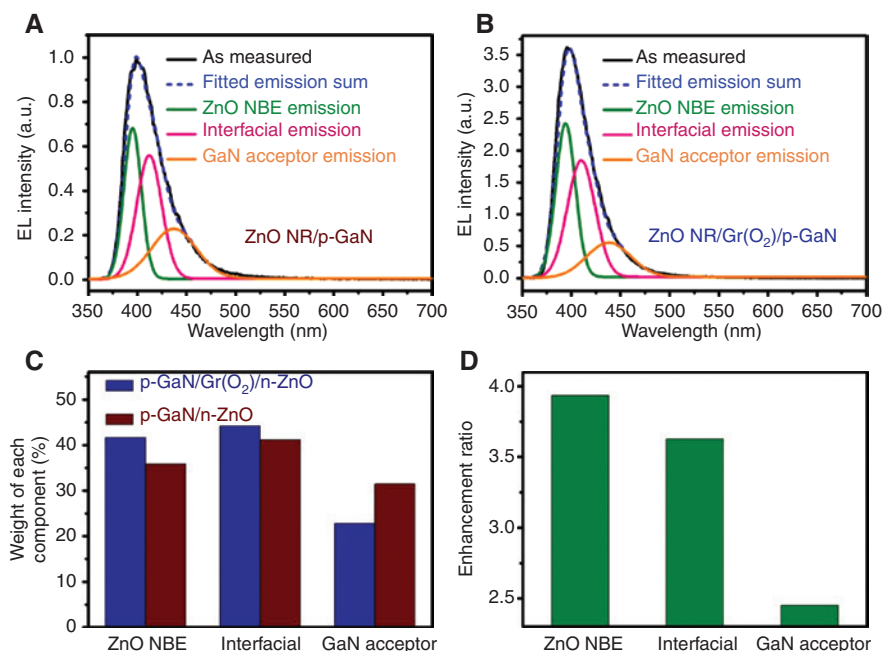 A
EL intensity (a.u.)
1.0
0.8
0.6
0.4
0.2
0.0
As measured
Fitted emission sum
ZnO NBE emission
Interfacial emission
GaN acceptor emission
ZnO NR/p-GaN
350 400 450 500 550 600 650 700
Wavelength (nm)
B
EL intensity (a.u.)
3.5
3.0
2.5
2.0
1.5
1.0
0.5
0.0
As measured
Fitted emission sum
ZnO NBE emission
Interfacial emission
GaN acceptor emission
ZnO NR/Gr(O₂)/p-GaN
350 400 450 500 550 600 650 700
Wavelength (nm)
C
Weight of each
component (%)
50
40
30
20
10
0
p-GaN/Gr(O₂)/n-ZnO
p-GaN/n-ZnO
ZnO NBE Interfacial GaN acceptor
D
Enhancement ratio
4.0
3.5
3.0
2.5
ZnO NBE Interfacial GaN acceptor